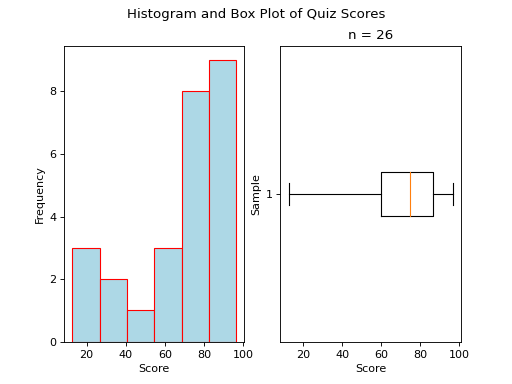 Histogram and Box Plot of Quiz Scores
n = 26
8
6
4
2
0
Frequency
20 40 60 80 100
Score
1
Sample
20 40 60 80 100
Score